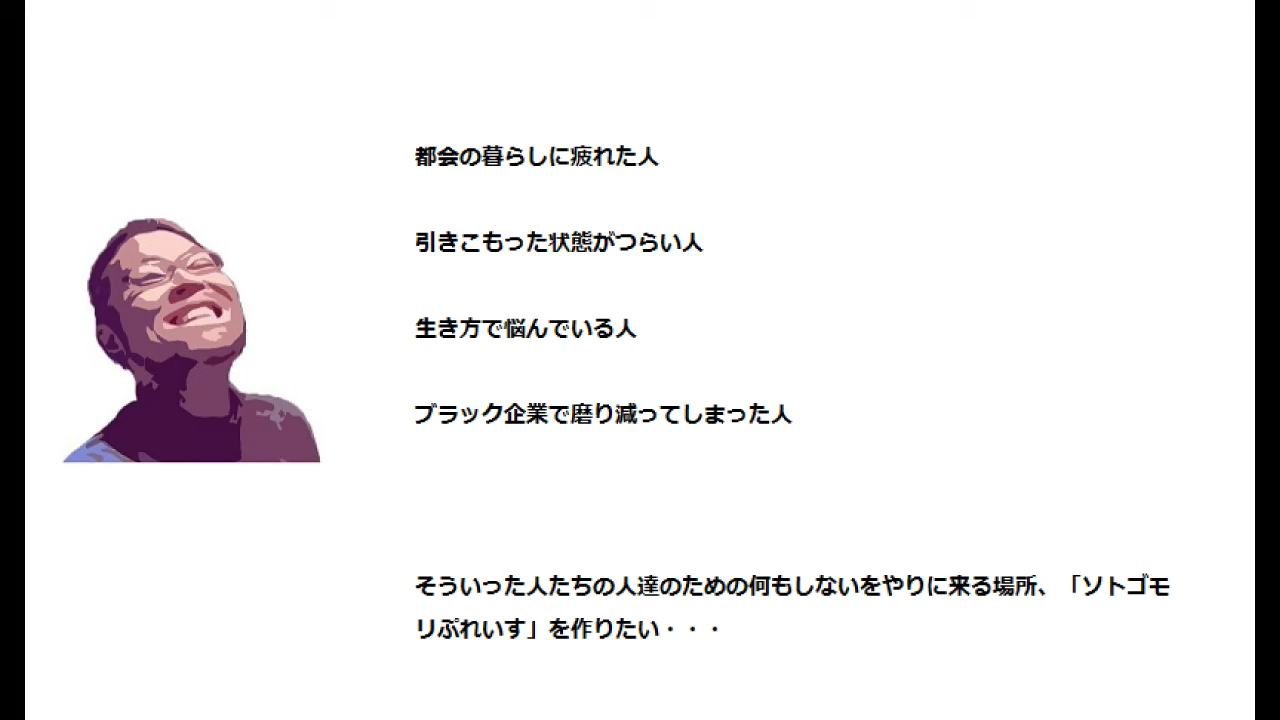 都会の暮らしに疲れた人
引きこもった状態がつらい人
生き方で悩んでいる人
ブラック企業で磨り減ってしまった人
そういった人たちの人達のための何もしないをやりに来る場所、「ソトゴモ
リぷれいす」を作りたい・・・